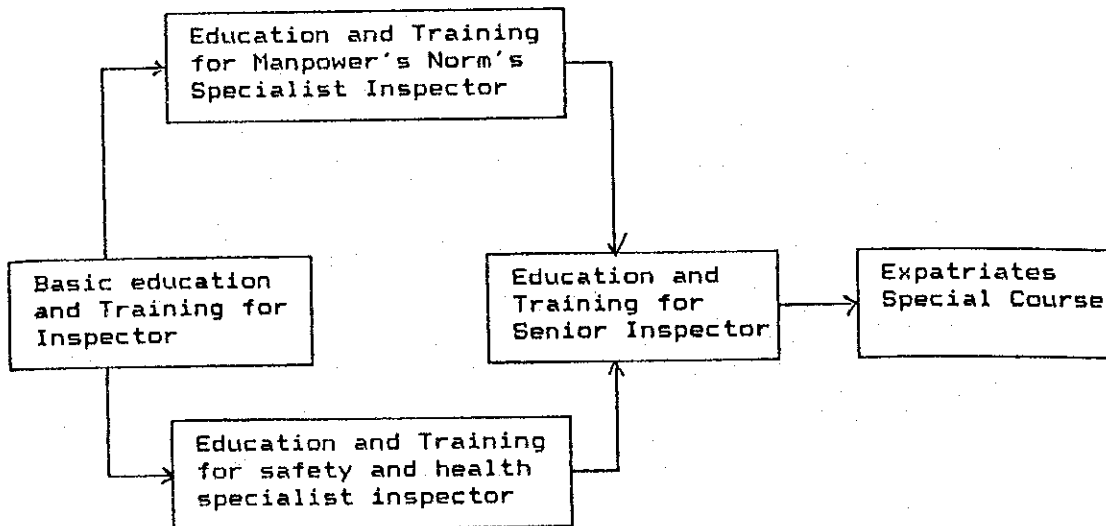 Education and Training
for Manpower's Norm's
Specialist Inspector
Basic education
and Training for
Inspector
Education and
Training for
Senior Inspector
Expatriates
Special Course
Education and Training
for safety and health
specialist inspector